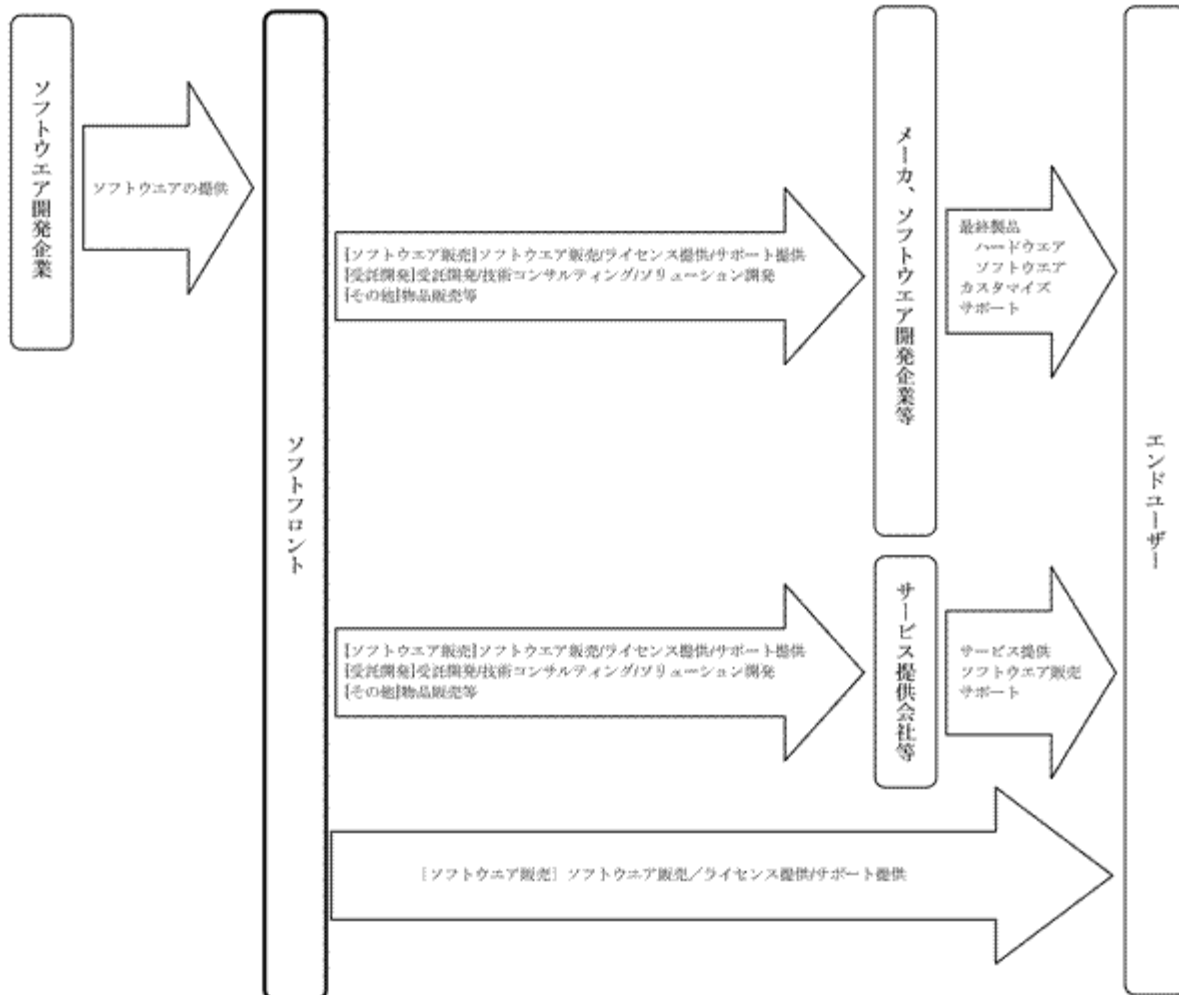 ソフトウエア開発企業
ソフトウエアの提供
ソフトフロント
[ソフトウエア販売]ソフトウエア販売/ライセンス提供/サポート提供
[受託開発]受託開発/技術コンサルティング/ソリューション開発
[その他]物品販売等
メーカ、ソフトウエア開発企業等
最終製品
ハードウエア
ソフトウエア
カスタマイズ
サポート
[ソフトウエア販売]ソフトウエア販売/ライセンス提供/サポート提供
[受託開発]受託開発/技術コンサルティング/ソリューション開発
[その他]物品販売等
サービス提供会社等
サービス提供
ソフトウエア販売
サポート
[ソフトウエア販売] ソフトウエア販売／ライセンス提供/サポート提供
エンドユーザー